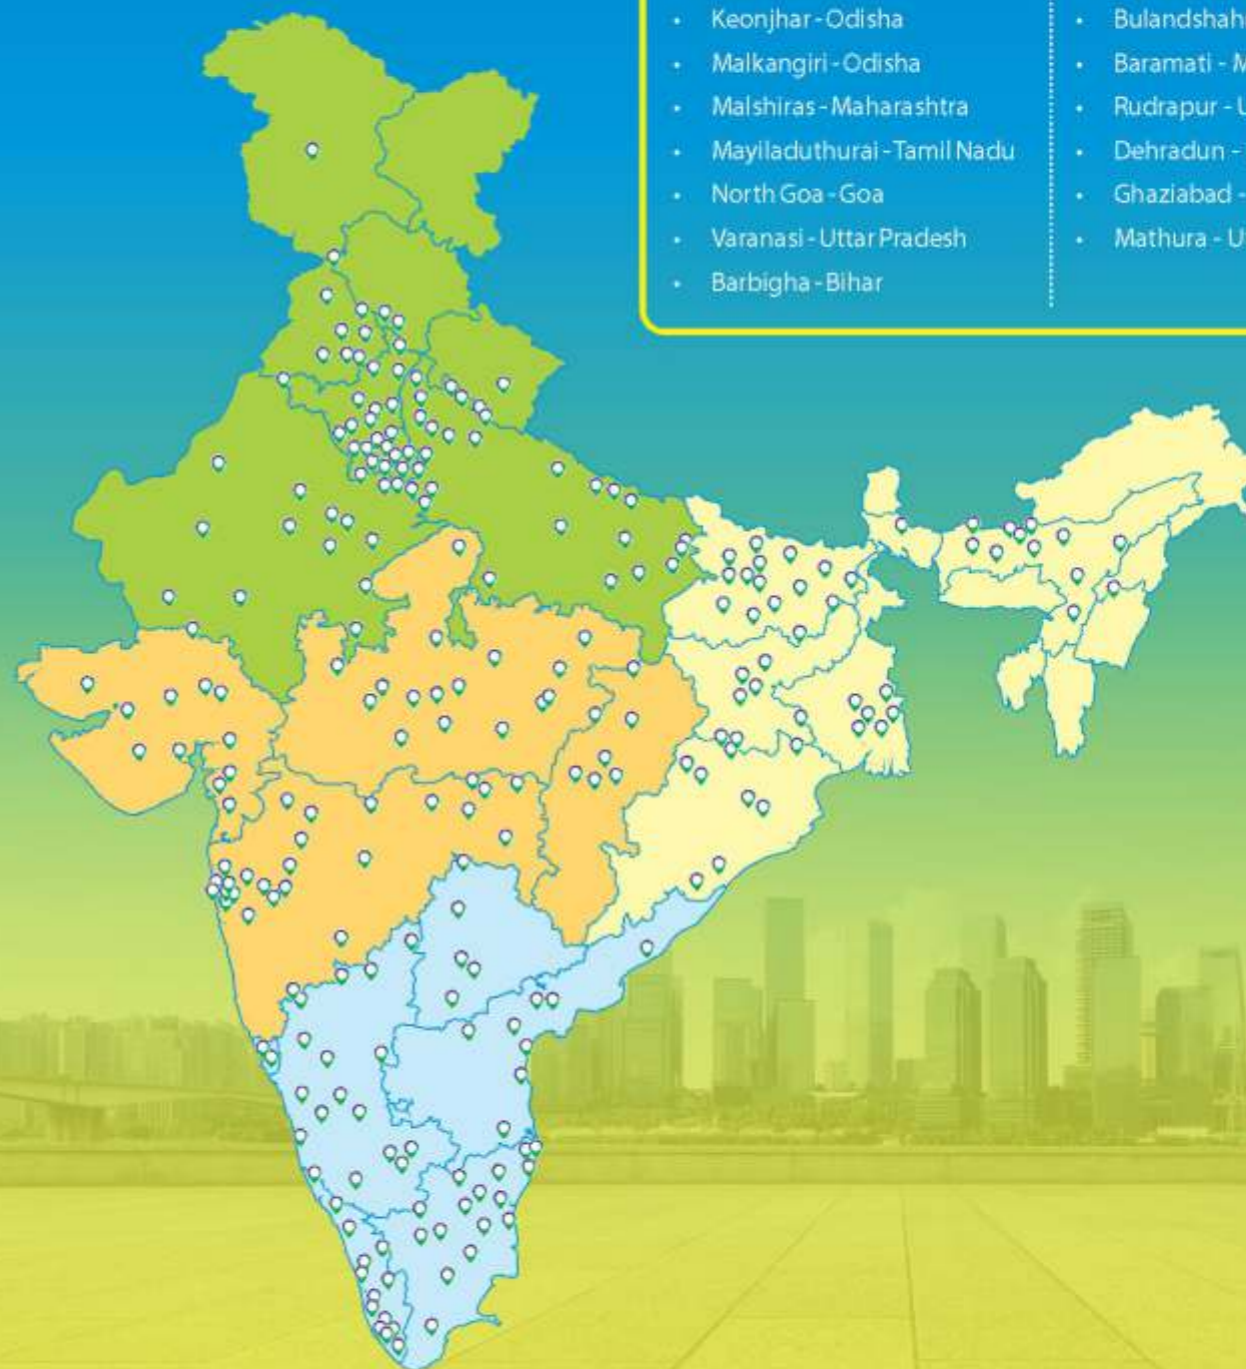 Keonjhar - Odisha
Malkangiri - Odisha
Malshiras - Maharashtra
Mayiladuthurai - Tamil Nadu
North Goa - Goa
Varanasi - Uttar Pradesh
Barbigha - Bihar
Baramati - M
Rudrapur - U
Dehradun -
Ghaziabad -
Mathura - U